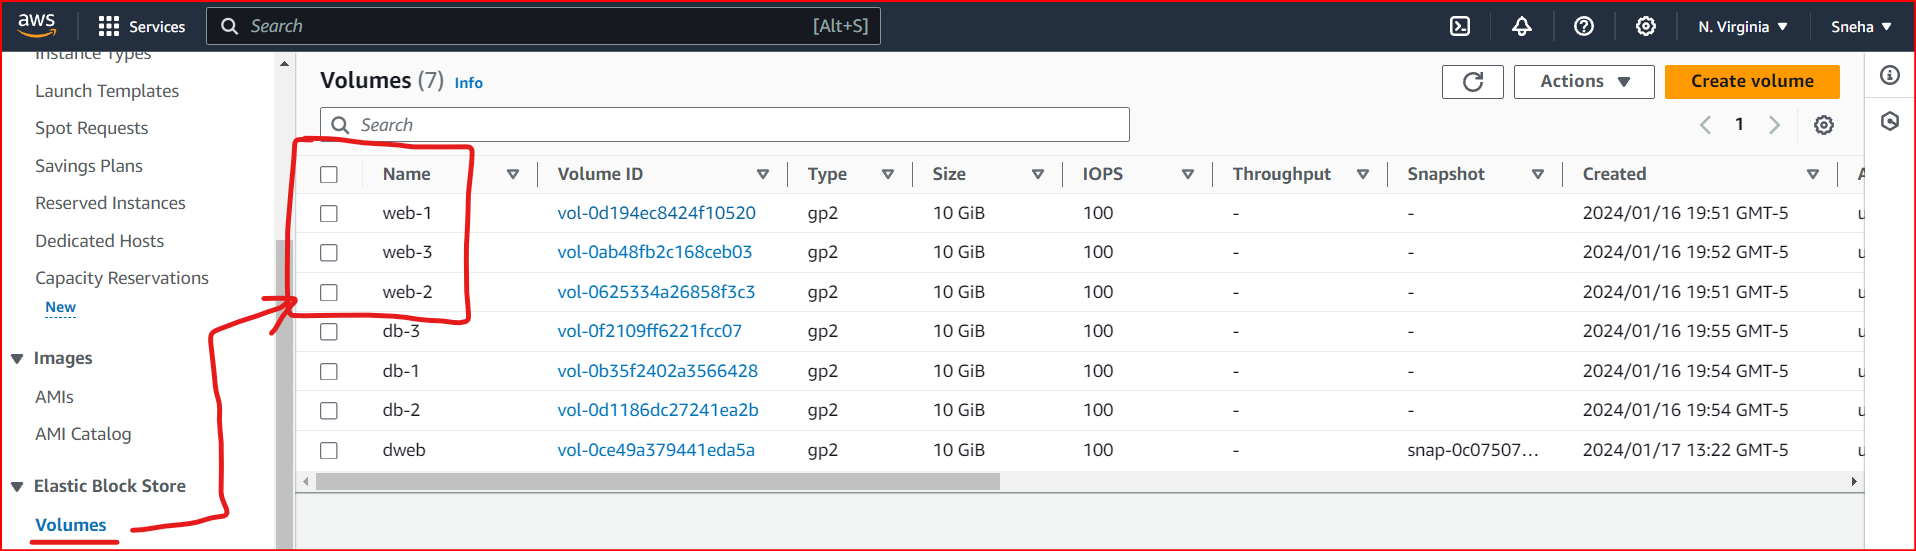 aws Services Search [Alt+S] N. Virginia Sneha
Instance Types
Launch Templates
Spot Requests
Savings Plans
Reserved Instances
Dedicated Hosts
Capacity Reservations
New
Images
AMIs
AMI Catalog
Elastic Block Store
Volumes
Volumes (7) Info Actions Create volume
Search 1
Name Volume ID Type Size IOPS Throughput Snapshot Created
web-1 vol-0d194ec8424f10520 gp2 10 GiB 100 - - 2024/01/16 19:51 GMT-5
web-3 vol-0ab48fb2c168ceb03 gp2 10 GiB 100 - - 2024/01/16 19:52 GMT-5
web-2 vol-0625334a26858f3c3 gp2 10 GiB 100 - - 2024/01/16 19:51 GMT-5
db-3 vol-0f2109ff6221fcc07 gp2 10 GiB 100 - - 2024/01/16 19:55 GMT-5
db-1 vol-0b35f2402a3566428 gp2 10 GiB 100 - - 2024/01/16 19:54 GMT-5
db-2 vol-0d1186dc27241ea2b gp2 10 GiB 100 - - 2024/01/16 19:54 GMT-5
dweb vol-0ce49a379441eda5a gp2 10 GiB 100 - snap-0c07507... 2024/01/17 13:22 GMT-5